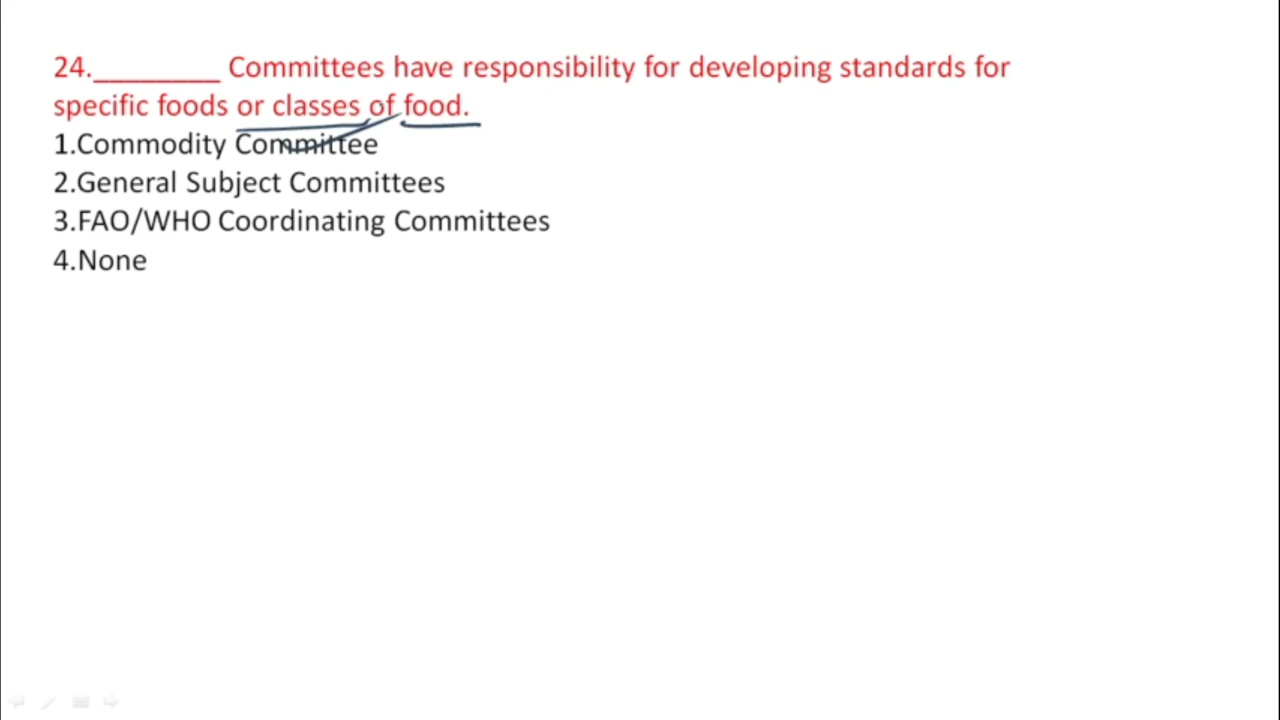 24.________ Committees have responsibility for developing standards for
specific foods or classes of food.
1.Commodity Committee
2.General Subject Committees
3.FAO/WHO Coordinating Committees
4.None